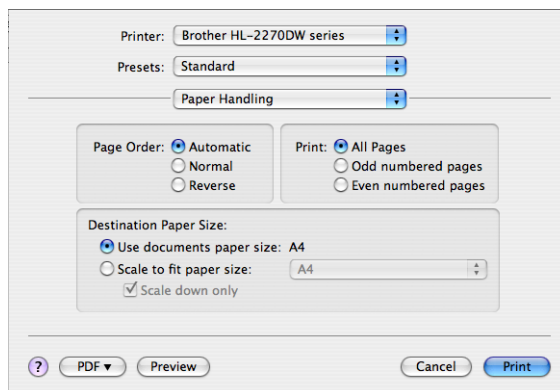 Printer: Brother HL-2270DW series
Presets: Standard
Paper Handling
Page Order: Automatic
Normal
Reverse
Print: All Pages
Odd numbered pages
Even numbered pages
Destination Paper Size:
Use documents paper size: A4
Scale to fit paper size: A4
Scale down only
? PDF ▼ Preview Cancel Print